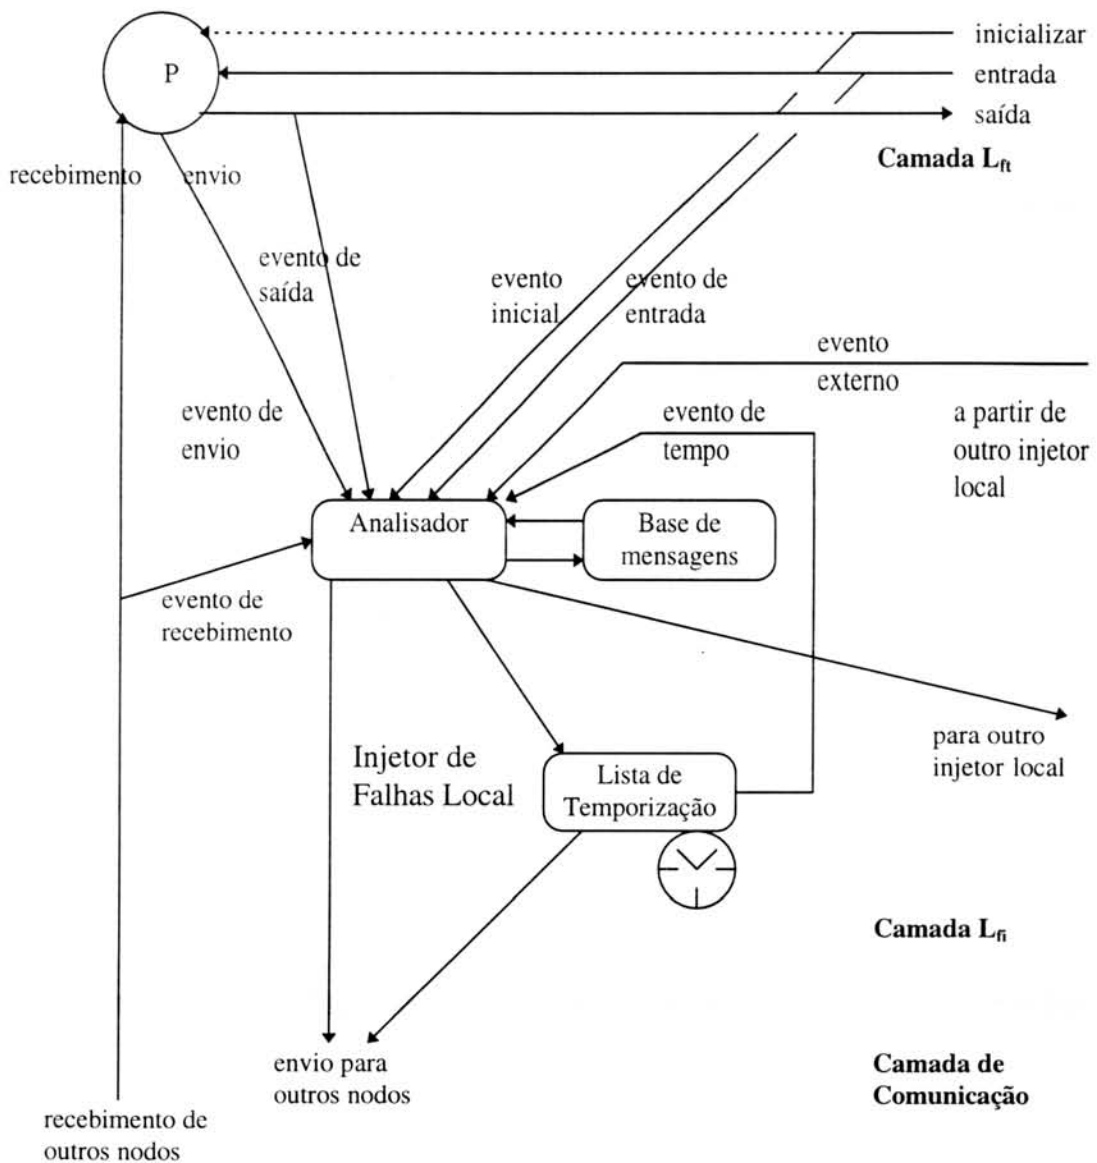 inicializar
P
entrada
saída
Camada L_ft
recebimento
envio
evento de
saída
evento
inicial
evento de
entrada
evento
externo
evento de
envio
evento de
tempo
a partir de
outro injetor
local
Analisador
Base de
mensagens
evento de
recebimento
para outro
injetor local
Injetor de
Falhas Local
Lista de
Temporização
Camada L_fi
envio para
outros nodos
Camada de
Comunicação
recebimento de
outros nodos